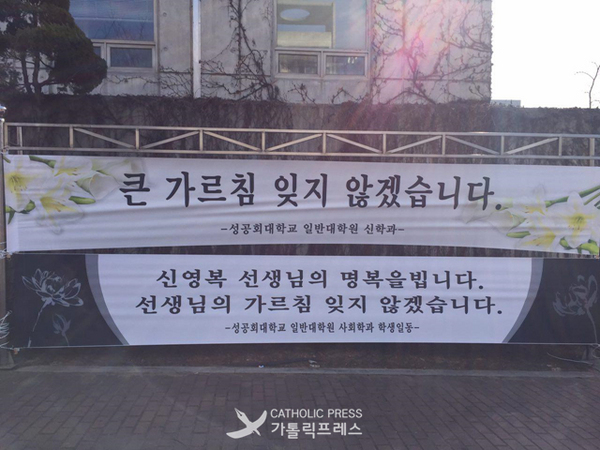 큰 가르침 잊지 않겠습니다.
-성공회대학교 일반대학원 신학과-
신영복 선생님의 명복을빕니다.
선생님의 가르침 잊지 않겠습니다.
-성공회대학교 일반대학원 사회학과 학생일동-
CATHOLIC PRESS
가톨릭프레스